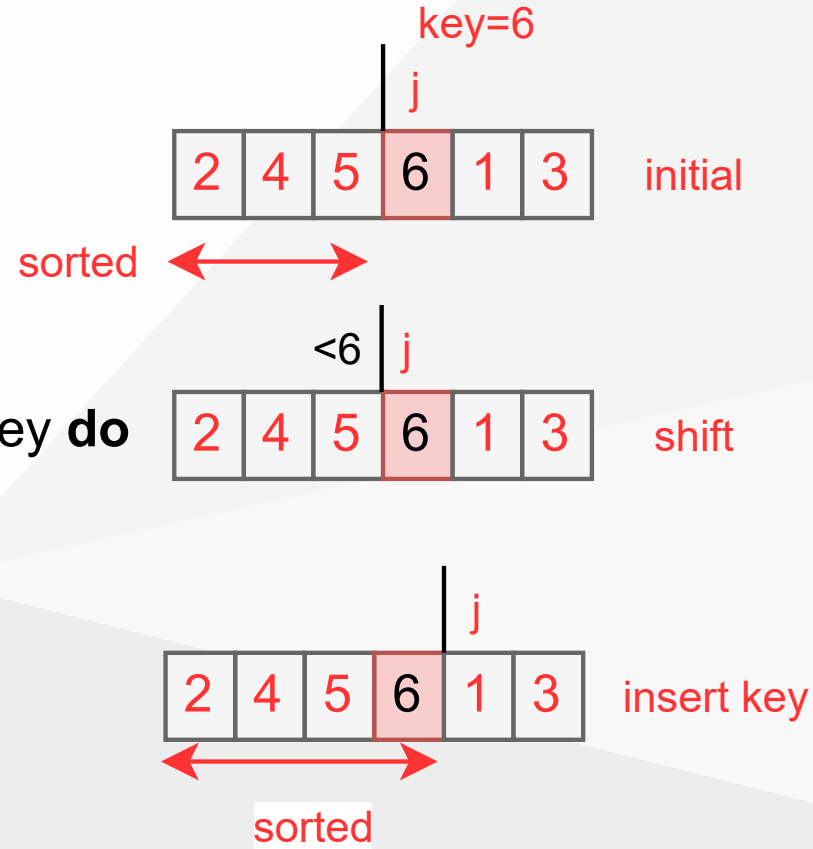 key=6
j
2 4 5 6 1 3 initial
sorted
<6 j
ey do 2 4 5 6 1 3 shift
j
2 4 5 6 1 3 insert key
sorted